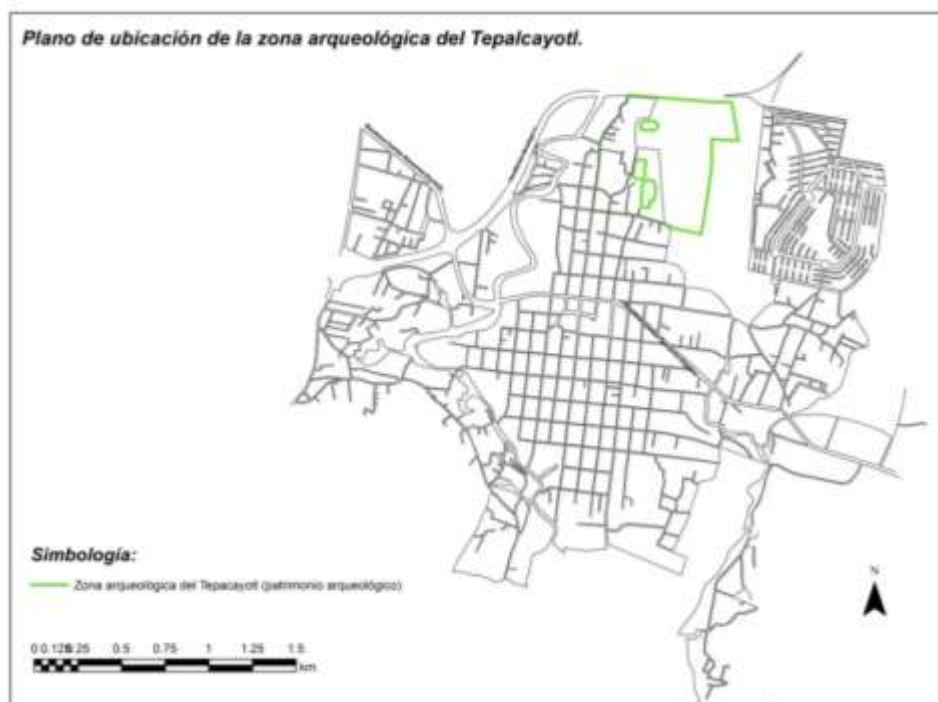 Plano de ubicación de la zona arqueológica del Tepalcayotl.
N
Simbología:
Zona arqueológica del Tepacayotl (patrimonio arqueológico)
0 0.125 0.25 0.5 0.75 1 1.25 1.5
km